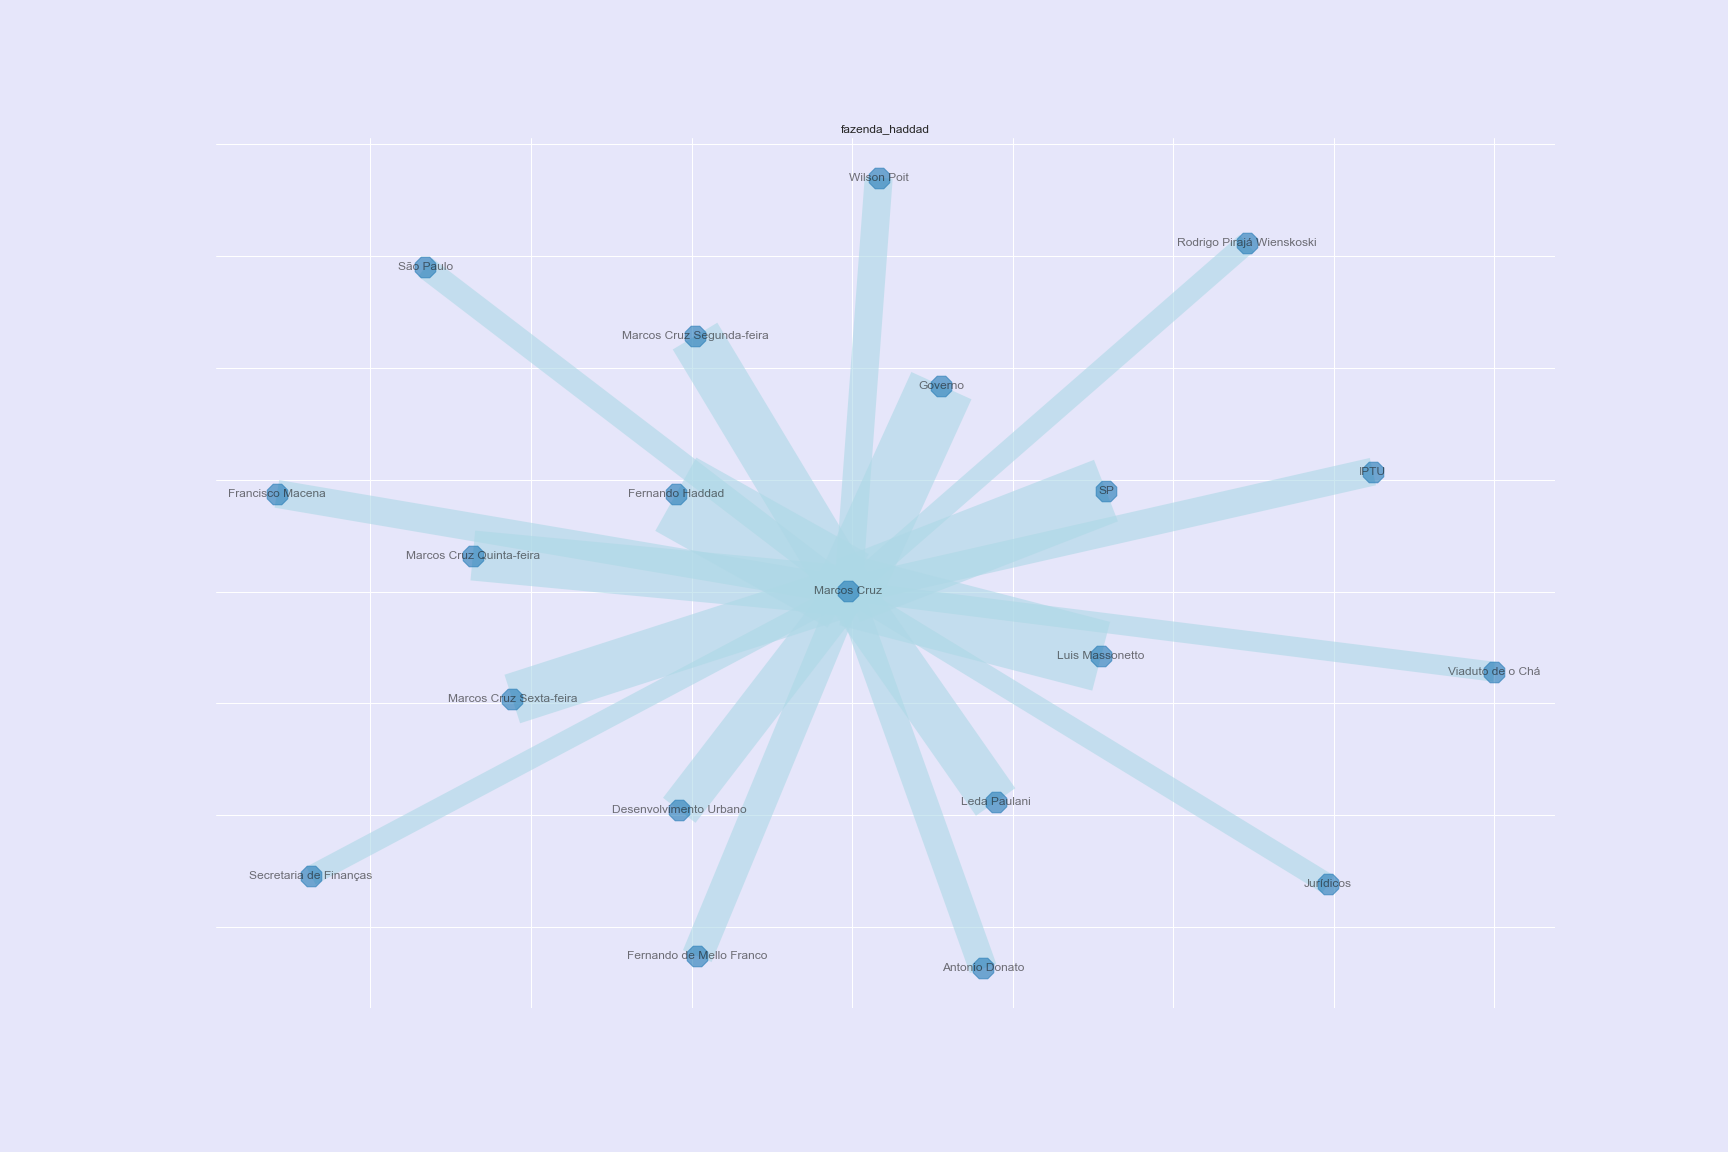 fazenda_haddad
Wilson Poit
Rodrigo Pirajá Wienskoski
São Paulo
Marcos Cruz Segunda-feira
Governo
IPTU
SP
Francisco Macena
Fernando Haddad
Marcos Cruz Quinta-feira
Marcos Cruz
Luis Massonetto
Viaduto de o Chá
Marcos Cruz Sexta-feira
Leda Paulani
Desenvolvimento Urbano
Secretaria de Finanças
Jurídicos
Fernando de Mello Franco
Antonio Donato